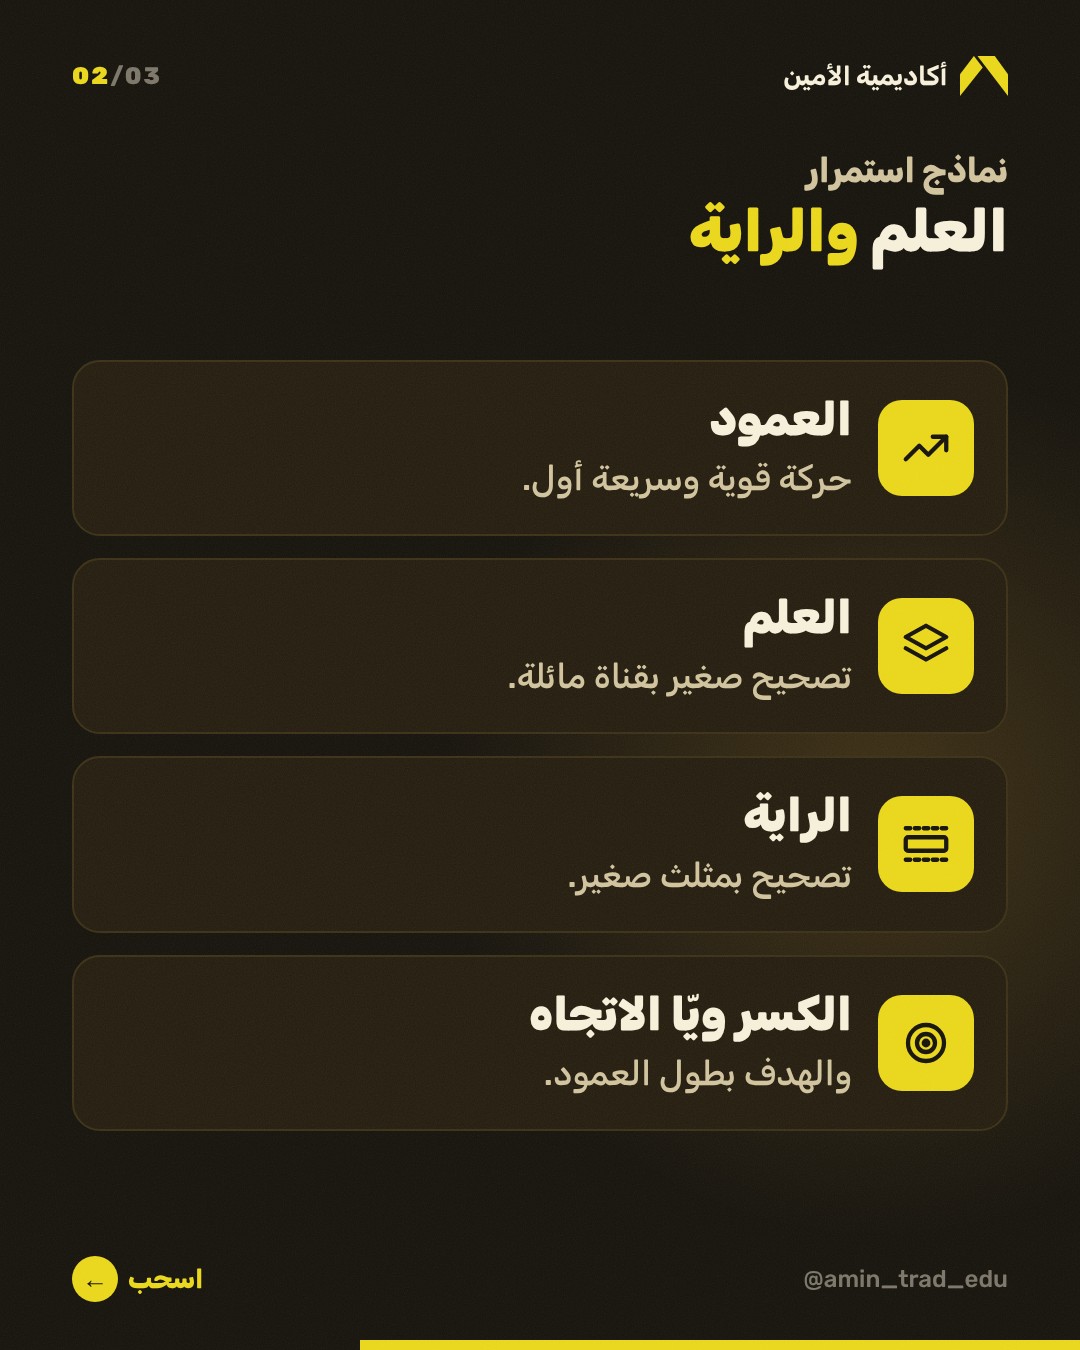 أكاديمية الأمين
02/03
نماذج استمرار
العلم والراية
العمود
حركة قوية وسريعة أول.
العلم
تصحيح صغير بقناة مائلة.
الراية
تصحيح بمثلث صغير.
الكسر ويّا الاتجاه
والهدف بطول العمود.
@amin_trad_edu
اسحب ←